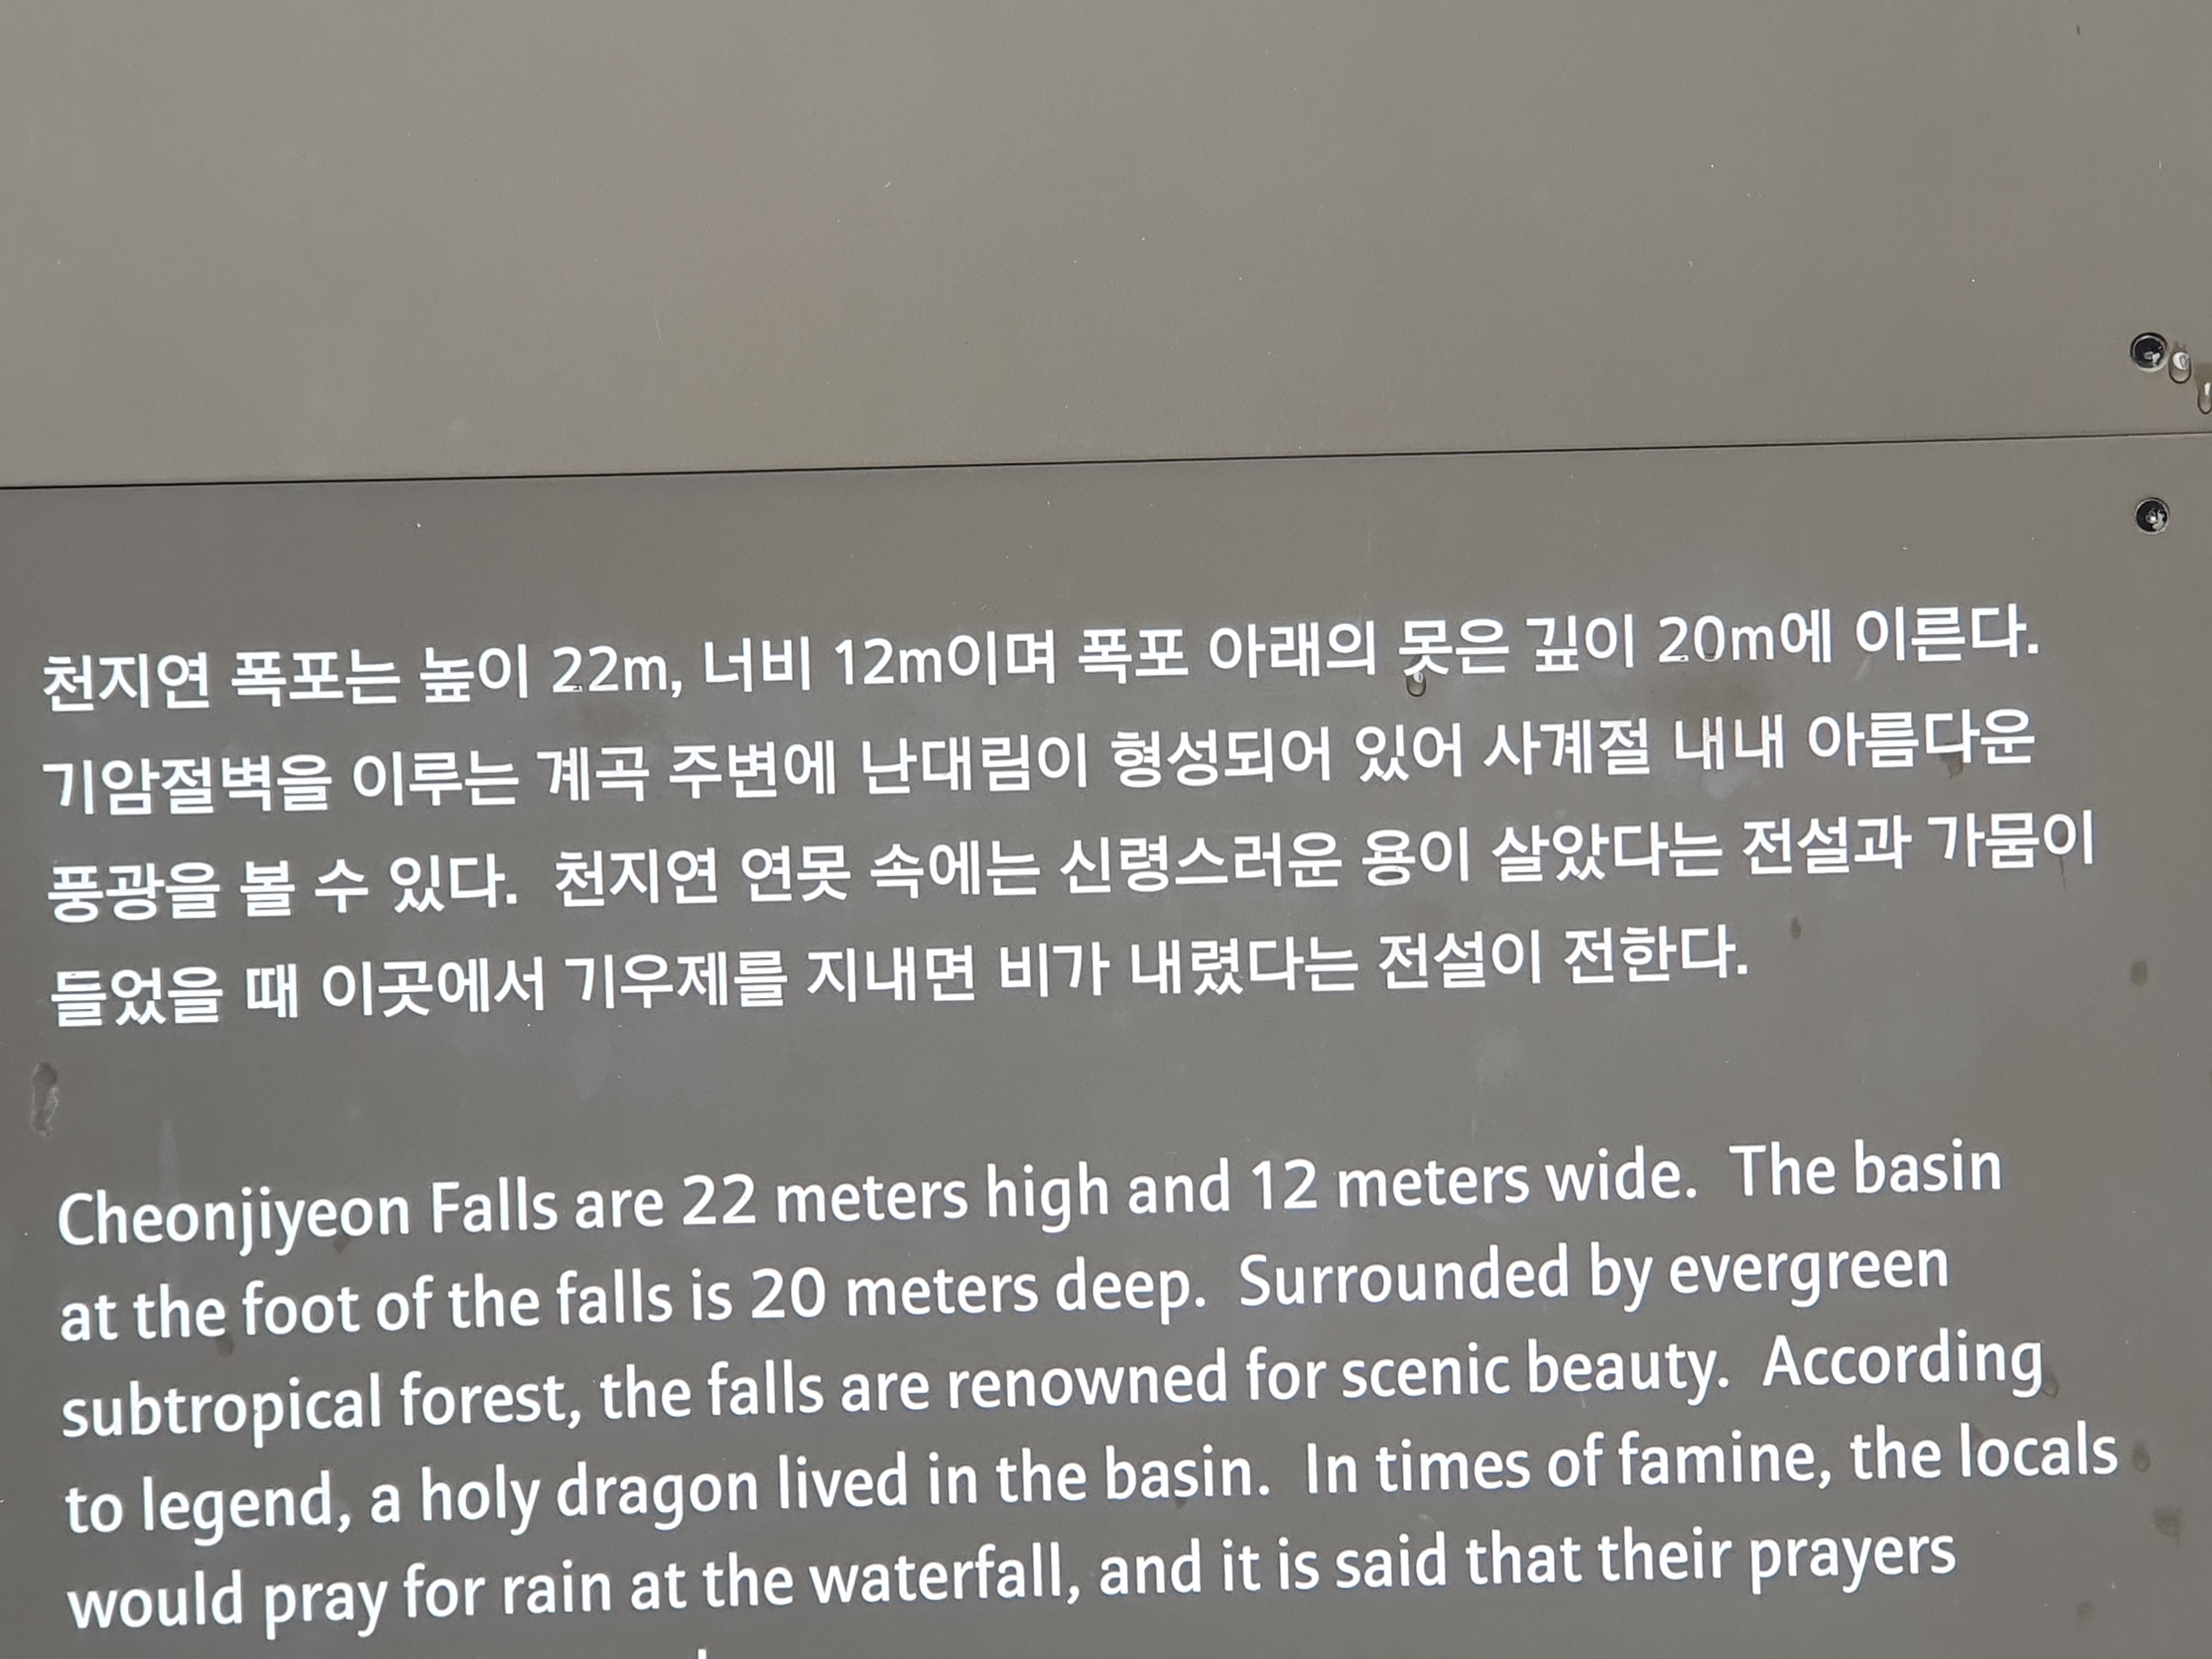 천지연 폭포는 높이 22m, 너비 12m이며 폭포 아래의 못은 깊이 20m에 이른다.
기암절벽을 이루는 계곡 주변에 난대림이 형성되어 있어 사계절 내내 아름다운
풍광을 볼 수 있다. 천지연 연못 속에는 신령스러운 용이 살았다는 전설과 가뭄이
들었을 때 이곳에서 기우제를 지내면 비가 내렸다는 전설이 전한다.
Cheonjiyeon Falls are 22 meters high and 12 meters wide. The basin
at the foot of the falls is 20 meters deep. Surrounded by evergreen
subtropical forest, the falls are renowned for scenic beauty. According
to legend, a holy dragon lived in the basin. In times of famine, the locals
would pray for rain at the waterfall, and it is said that their prayers